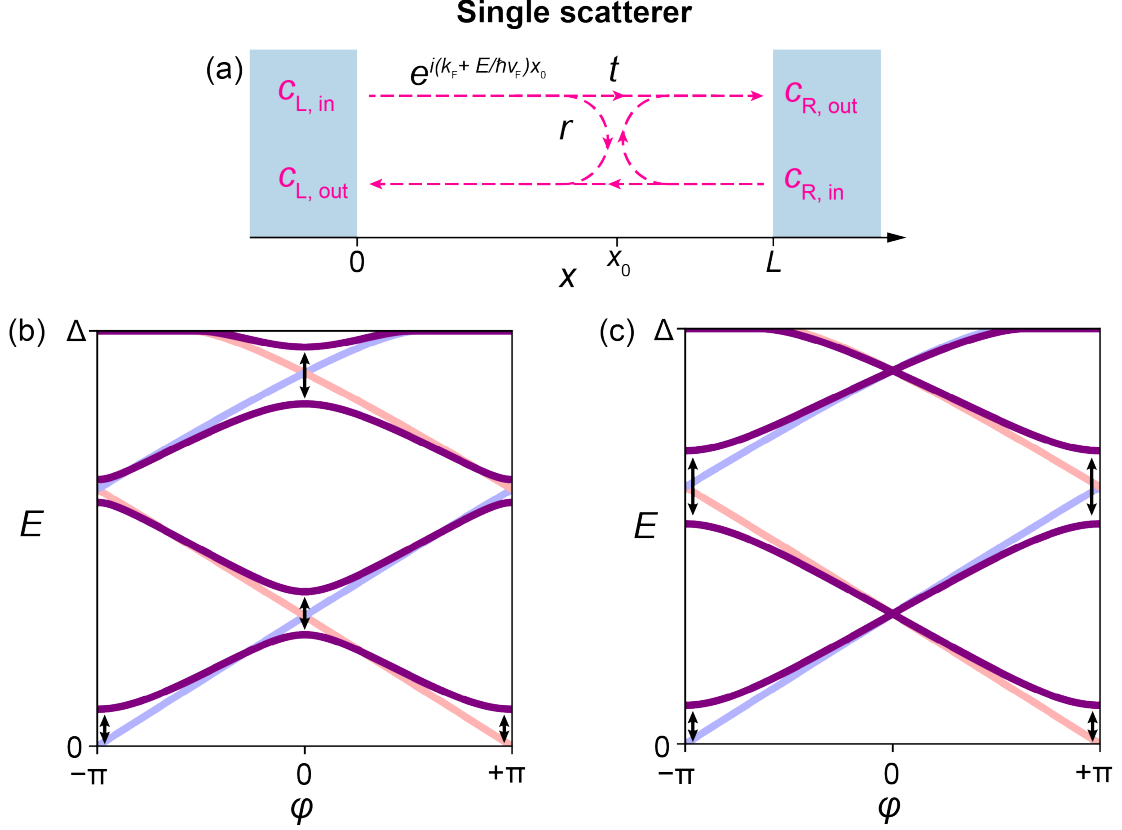 Single scatterer
(a)
e^{i(k_F + E/ħv_F)x_0}
t
c_{L, in}
c_{R, out}
r
c_{L, out}
c_{R, in}
0
x_0
L
x
(b)
Δ
E
0
−π
0
+π
φ
(c)
Δ
E
0
−π
0
+π
φ